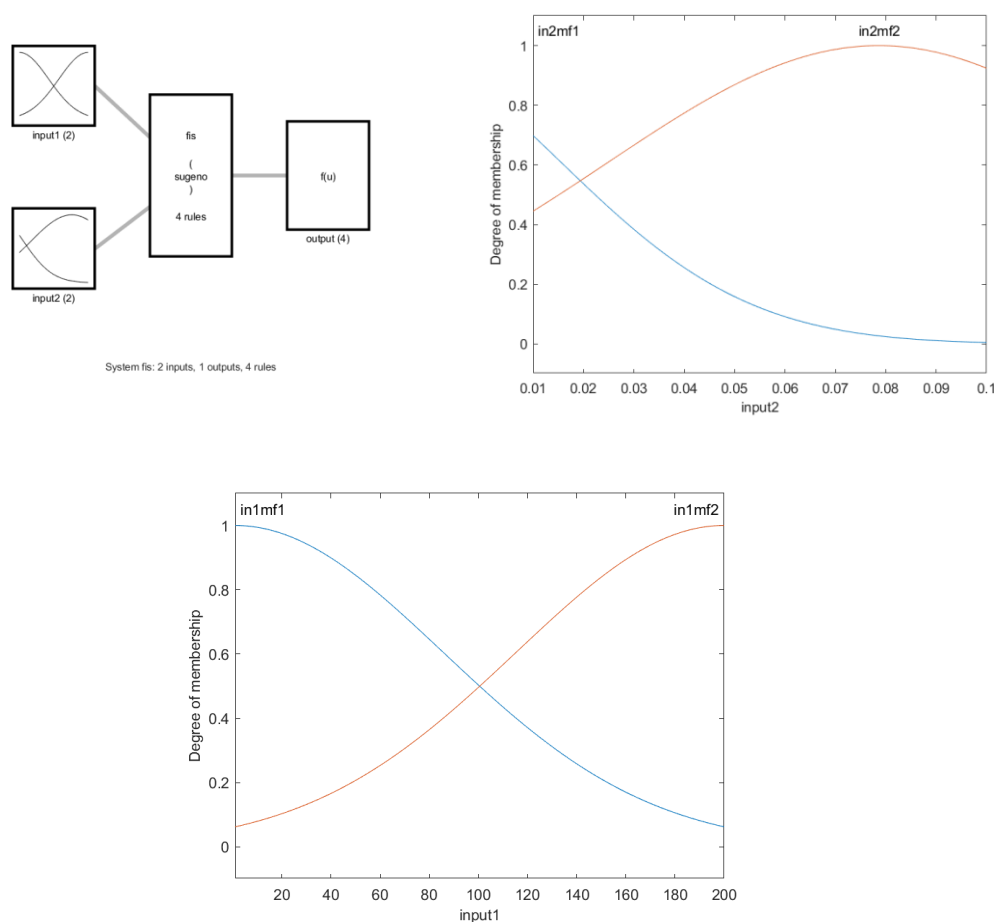 input1 (2)
fis
(
sugeno
)
4 rules
f(u)
output (4)
input2 (2)
System fis: 2 inputs, 1 outputs, 4 rules
in2mf1
in2mf2
Degree of membership
1
0.8
0.6
0.4
0.2
0
0.01
0.02
0.03
0.04
0.05
0.06
0.07
0.08
0.09
0.1
input2
in1mf1
in1mf2
Degree of membership
1
0.8
0.6
0.4
0.2
0
20
40
60
80
100
120
140
160
180
200
input1